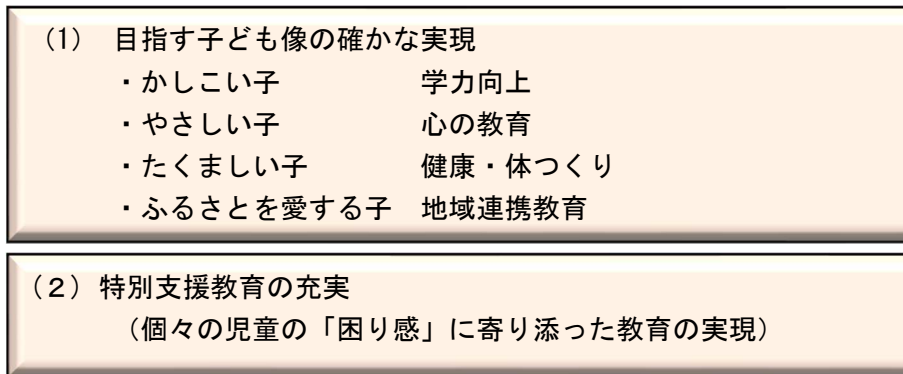 (1)　目指す子ども像の確かな実現
・かしこい子　　　　学力向上
・やさしい子　　　　心の教育
・たくましい子　　　健康・体つくり
・ふるさとを愛する子　地域連携教育
（２）特別支援教育の充実
（個々の児童の「困り感」に寄り添った教育の実現）